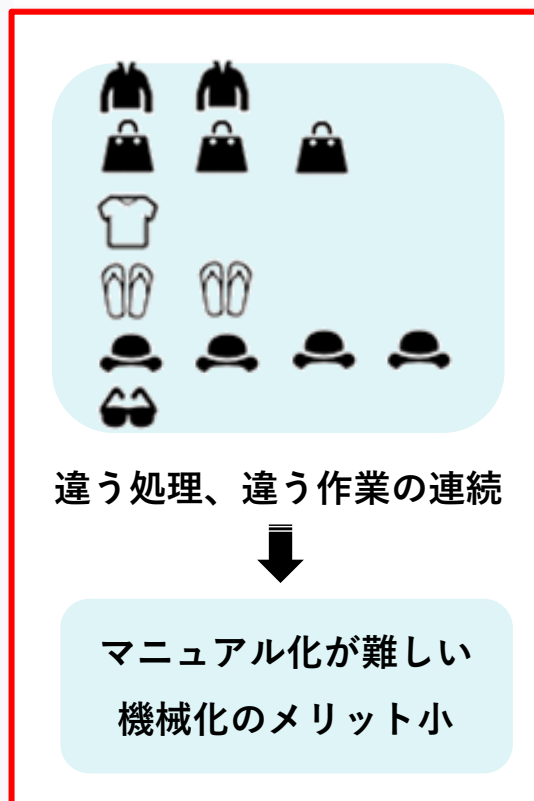 違う処理、違う作業の連続
マニュアル化が難しい
機械化のメリット小